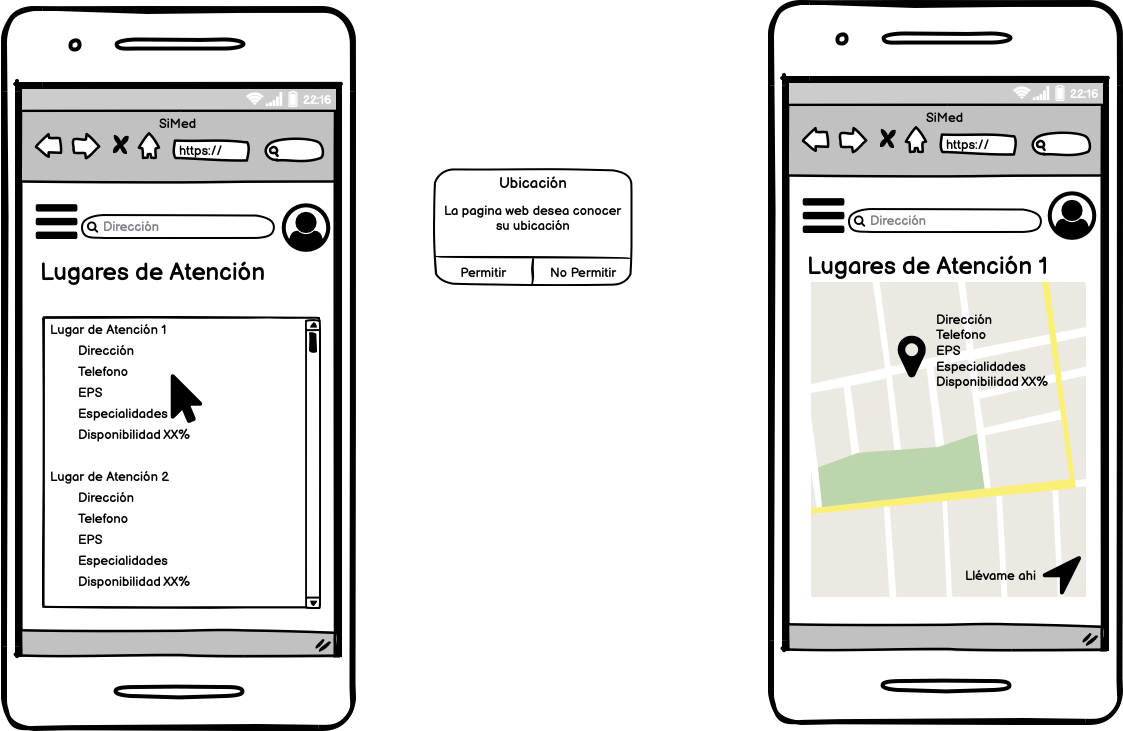 22:16
SiMed
https://
Dirección
Lugares de Atención
Lugar de Atención 1
Dirección
Telefono
EPS
Especialidades
Disponibilidad XX%
Lugar de Atención 2
Dirección
Telefono
EPS
Especialidades
Disponibilidad XX%
Ubicación
La pagina web desea conocer
su ubicación
Permitir
No Permitir
22:16
SiMed
https://
Dirección
Lugares de Atención 1
Dirección
Telefono
EPS
Especialidades
Disponibilidad XX%
Llévame ahi